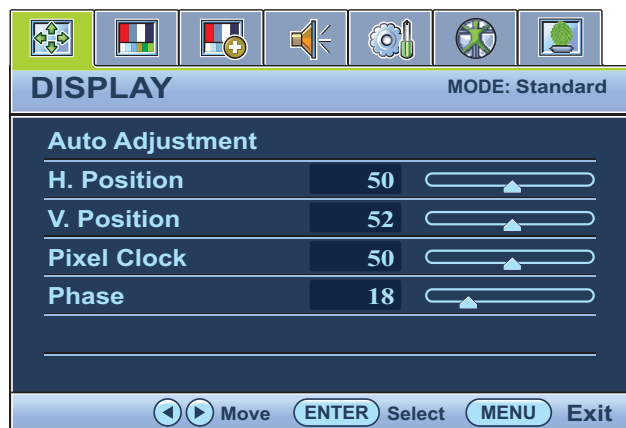 DISPLAY MODE: Standard
Auto Adjustment
H. Position 50
V. Position 52
Pixel Clock 50
Phase 18
Move ENTER Select MENU Exit